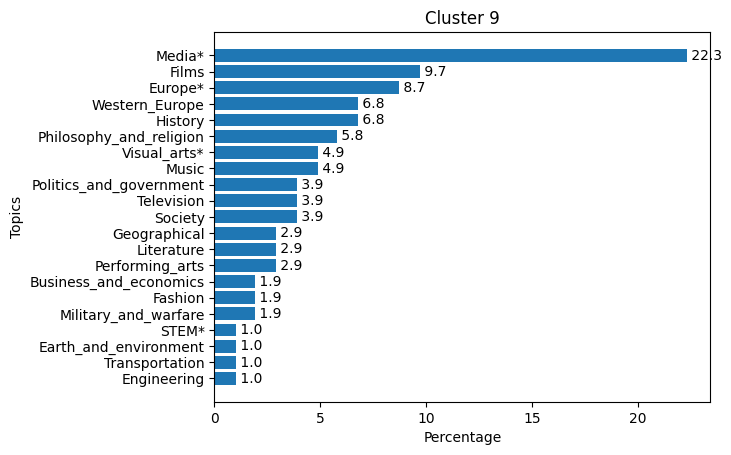 Cluster 9
Topics
Media* 22.3
Films 9.7
Europe* 8.7
Western_Europe 6.8
History 6.8
Philosophy_and_religion 5.8
Visual_arts* 4.9
Music 4.9
Politics_and_government 3.9
Television 3.9
Society 3.9
Geographical 2.9
Literature 2.9
Performing_arts 2.9
Business_and_economics 1.9
Fashion 1.9
Military_and_warfare 1.9
STEM* 1.0
Earth_and_environment 1.0
Transportation 1.0
Engineering 1.0
0 5 10 15 20
Percentage